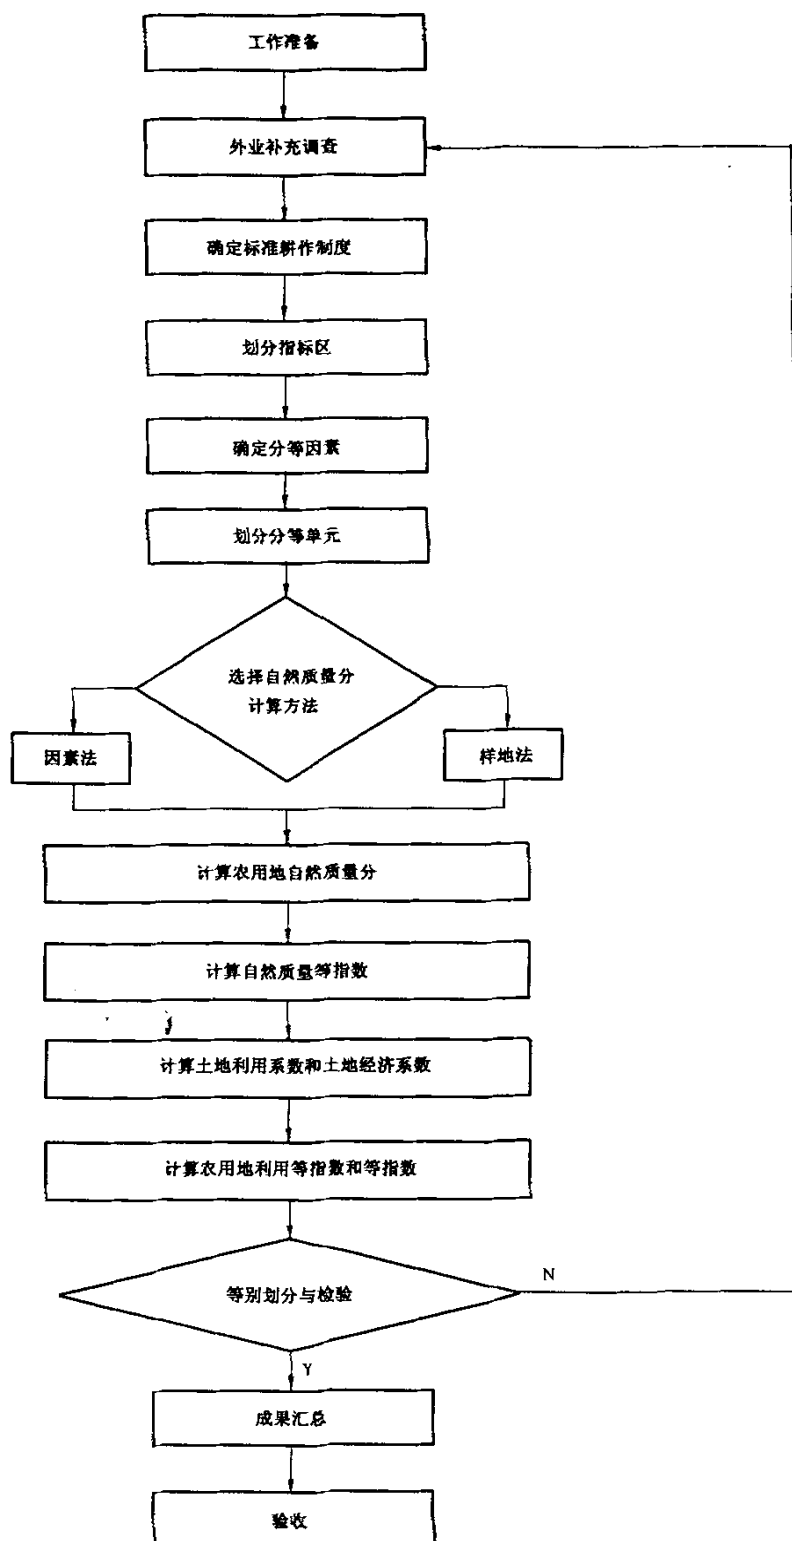 工作准备
外业补充调查
确定标准耕作制度
划分指标区
确定分等因素
划分分等单元
选择自然质量分
计算方法
因素法
样地法
计算农用地自然质量分
计算自然质量等指数
计算土地利用系数和土地经济系数
计算农用地利用等指数和等指数
等别划分与检验
N
Y
成果汇总
验收